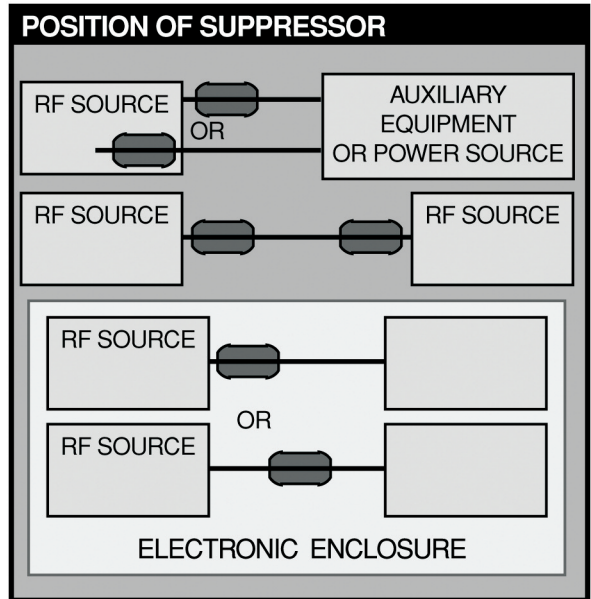 POSITION OF SUPPRESSOR
RF SOURCE
OR
AUXILIARY
EQUIPMENT
OR POWER SOURCE
RF SOURCE
RF SOURCE
RF SOURCE
OR
RF SOURCE
ELECTRONIC ENCLOSURE